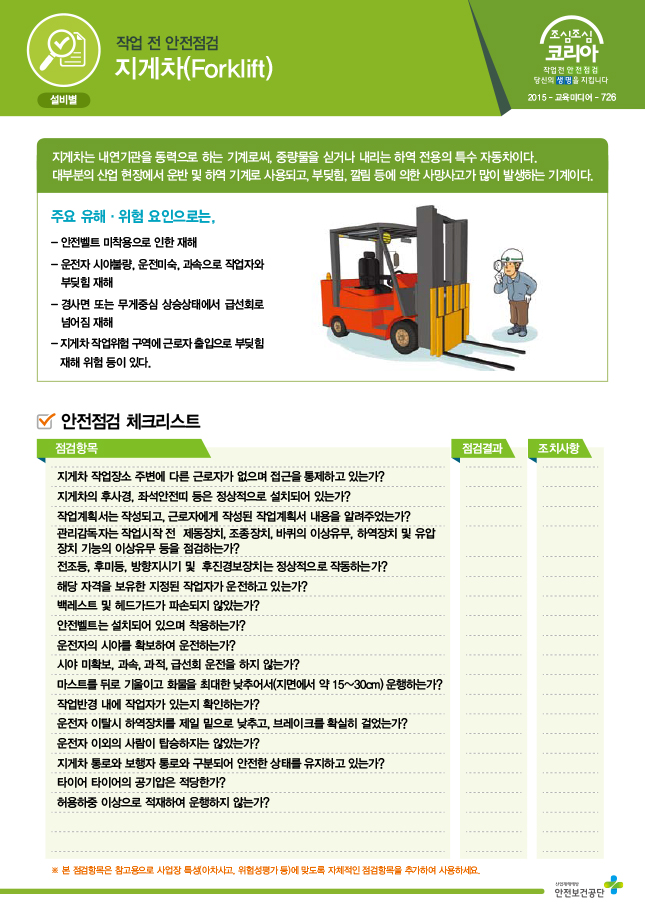 작업 전 안전점검
지게차(Forklift)
설비별
조심조심
코리아
작업전 안전점검
당신의 생명을 지킵니다
2015 - 교육미디어 - 726
지게차는 내연기관을 동력으로 하는 기계로써, 중량물을 싣거나 내리는 하역 전용의 특수 자동차이다.
대부분의 산업 현장에서 운반 및 하역 기계로 사용되고, 부딪힘, 깔림 등에 의한 사망사고가 많이 발생하는 기계이다.
주요 유해 · 위험 요인으로는,
- 안전벨트 미착용으로 인한 재해
- 운전자 시야불량, 운전미숙, 과속으로 작업자와
부딪힘 재해
- 경사면 또는 무게중심 상승상태에서 급선회로
넘어짐 재해
- 지게차 작업위험 구역에 근로자 출입으로 부딪힘
재해 위험 등이 있다.
안전점검 체크리스트
점검항목 점검결과 조치사항
지게차 작업장소 주변에 다른 근로자가 없으며 접근을 통제하고 있는가?
지게차의 후사경, 좌석안전띠 등은 정상적으로 설치되어 있는가?
작업계획서는 작성되고, 근로자에게 작성된 작업계획서 내용을 알려주었는가?
관리감독자는 작업시작 전 제동장치, 조종장치, 바퀴의 이상유무, 하역장치 및 유압
장치 기능의 이상유무 등을 점검하는가?
전조등, 후미등, 방향지시기 및 후진경보장치는 정상적으로 작동하는가?
해당 자격을 보유한 지정된 작업자가 운전하고 있는가?
백레스트 및 헤드가드가 파손되지 않았는가?
안전벨트는 설치되어 있으며 착용하는가?
운전자의 시야를 확보하여 운전하는가?
시야 미확보, 과속, 과적, 급선회 운전을 하지 않는가?
마스트를 뒤로 기울이고 화물을 최대한 낮추어서(지면에서 약 15~30cm) 운행하는가?
작업반경 내에 작업자가 있는지 확인하는가?
운전자 이탈시 하역장치를 제일 밑으로 낮추고, 브레이크를 확실히 걸었는가?
운전자 이외의 사람이 탑승하지는 않았는가?
지게차 통로와 보행자 통로와 구분되어 안전한 상태를 유지하고 있는가?
타이어 타이어의 공기압은 적당한가?
허용하중 이상으로 적재하여 운행하지 않는가?
※ 본 점검항목은 참고용으로 사업장 특성(아차사고, 위험성평가 등)에 맞도록 자체적인 점검항목을 추가하여 사용하세요.
산업재해예방
안전보건공단